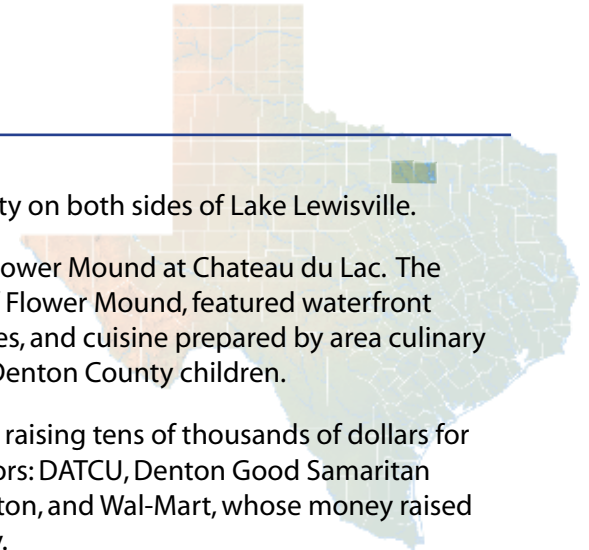 ty on both sides of Lake Lewisville.
lower Mound at Chateau du Lac. The
Flower Mound, featured waterfront
es, and cuisine prepared by area culinary
Denton County children.
raising tens of thousands of dollars for
ors: DATCU, Denton Good Samaritan
ton, and Wal-Mart, whose money raised
y.